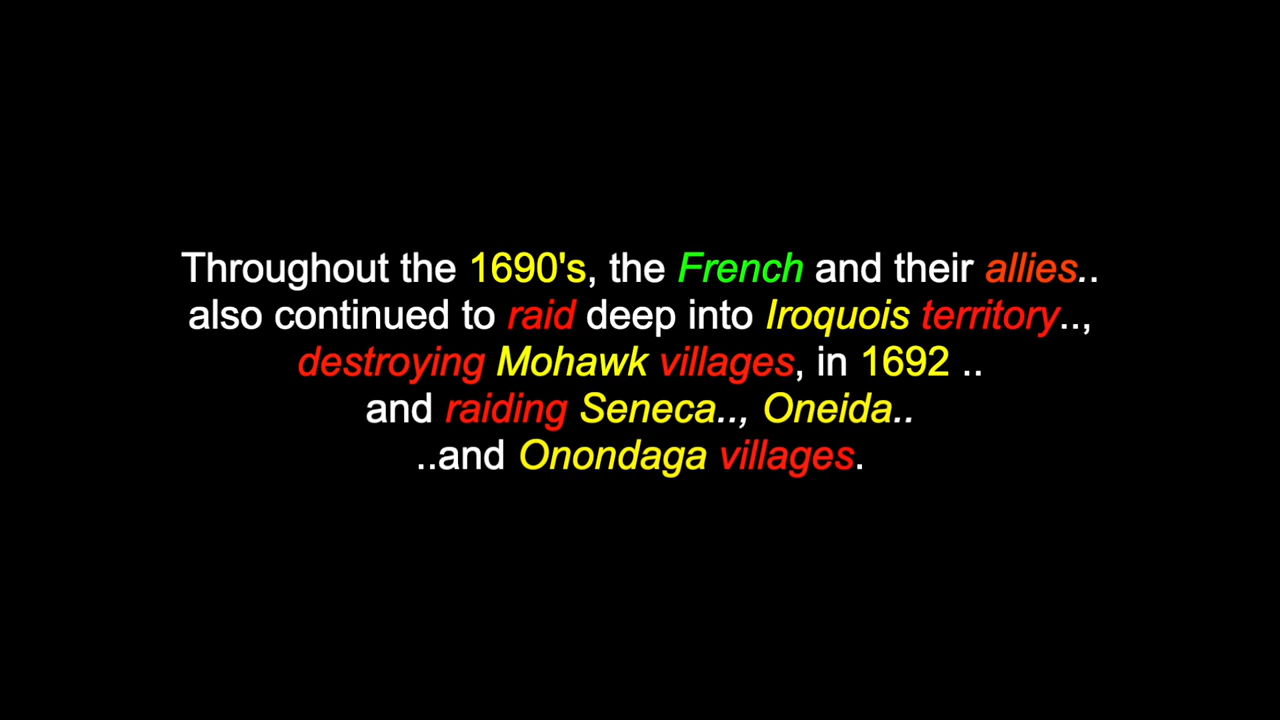 Throughout the 1690's, the French and their allies..
also continued to raid deep into Iroquois territory..,
destroying Mohawk villages, in 1692 ..
and raiding Seneca.., Oneida..
..and Onondaga villages.